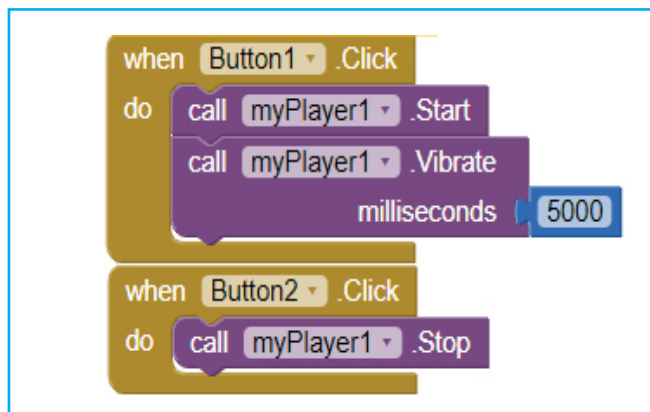 when Button1 .Click
do call myPlayer1 .Start
call myPlayer1 .Vibrate
milliseconds 5000
when Button2 .Click
do call myPlayer1 .Stop